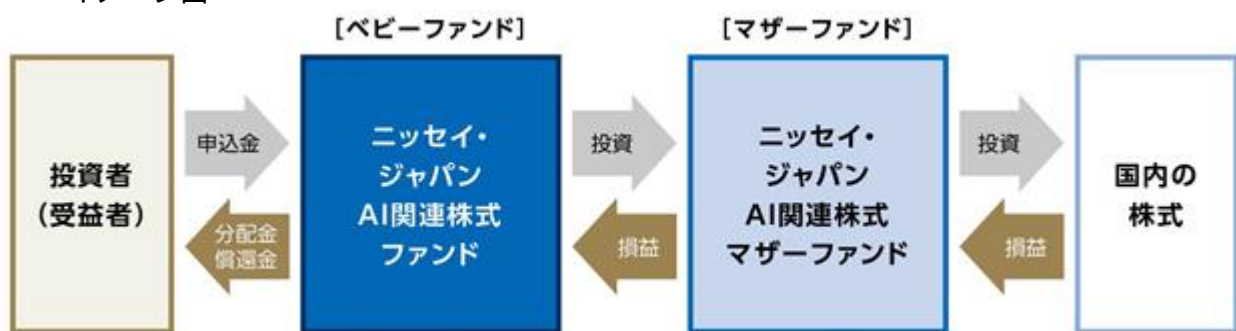 [ベビーファンド]
[マザーファンド]
投資者
(受益者)
申込金
分配金
償還金
ニッセイ・
ジャパン
AI関連株式
ファンド
投資
損益
ニッセイ・
ジャパン
AI関連株式
マザーファンド
投資
損益
国内の
株式